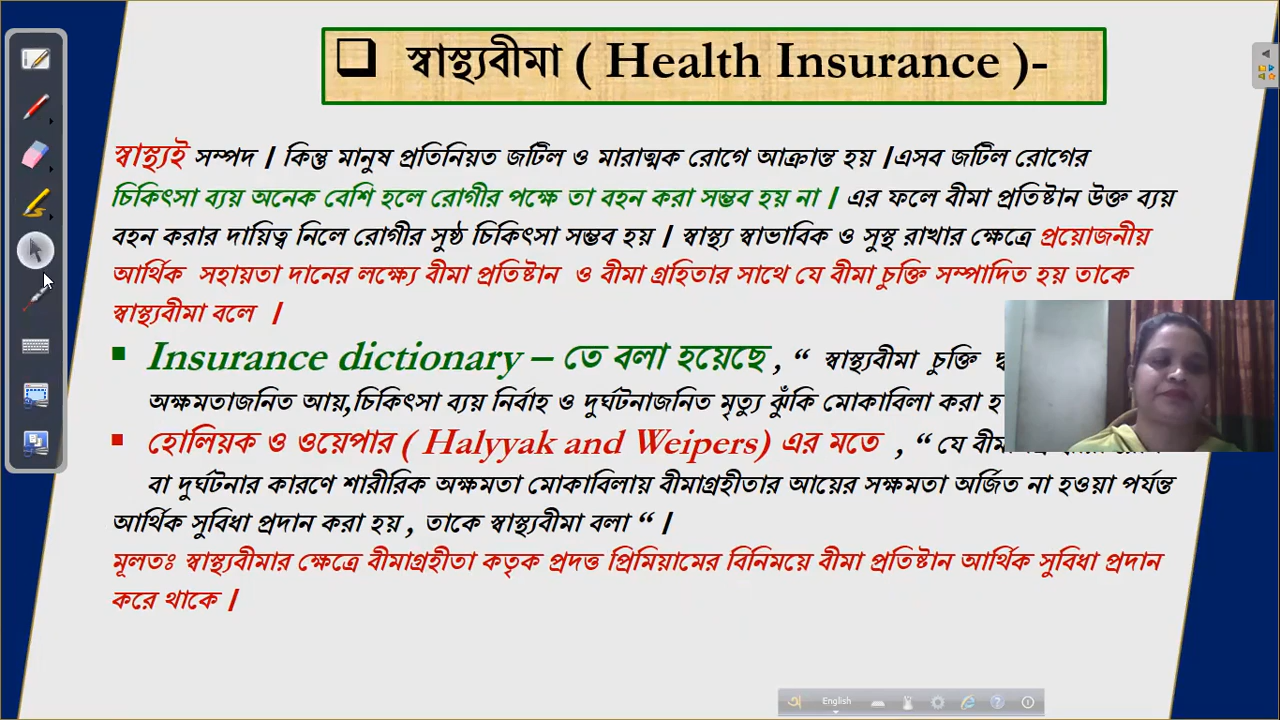 ❑ স্বাস্থ্যবীমা ( Health Insurance )-
স্বাস্থ্যই সম্পদ | কিন্তু মানুষ প্রতিনিয়ত জটিল ও মারাত্মক রোগে আক্রান্ত হয় |এসব জটিল রোগের
চিকিৎসা ব্যয় অনেক বেশি হলে রোগীর পক্ষে তা বহন করা সম্ভব হয় না | এর ফলে বীমা প্রতিষ্টান উক্ত ব্যয়
বহন করার দায়িত্ব নিলে রোগীর সুষ্ঠ চিকিৎসা সম্ভব হয় | স্বাস্থ্য স্বাভাবিক ও সুস্থ রাখার ক্ষেত্রে প্রয়োজনীয়
আর্থিক সহায়তা দানের লক্ষ্যে বীমা প্রতিষ্টান ও বীমা গ্রহিতার সাথে যে বীমা চুক্তি সম্পাদিত হয় তাকে
স্বাস্থ্যবীমা বলে |
▪ Insurance dictionary – তে বলা হয়েছে , “ স্বাস্থ্যবীমা চুক্তি
অক্ষমতাজনিত আয়,চিকিৎসা ব্যয় নির্বাহ ও দুর্ঘটনাজনিত মৃত্যু ঝুঁকি মোকাবিলা করা
▪ হোলিয়ক ও ওয়েপার ( Halyyak and Weipers) এর মতে , “ যে
বা দুর্ঘটনার কারণে শারীরিক অক্ষমতা মোকাবিলায় বীমাগ্রহীতার আয়ের সক্ষমতা অর্জিত না হওয়া পর্যন্ত
আর্থিক সুবিধা প্রদান করা হয় , তাকে স্বাস্থ্যবীমা বলা “ |
মূলতঃ স্বাস্থ্যবীমার ক্ষেত্রে বীমাগ্রহীতা কতৃক প্রদত্ত প্রিমিয়ামের বিনিময়ে বীমা প্রতিষ্টান আর্থিক সুবিধা প্রদান
করে থাকে |
অ English